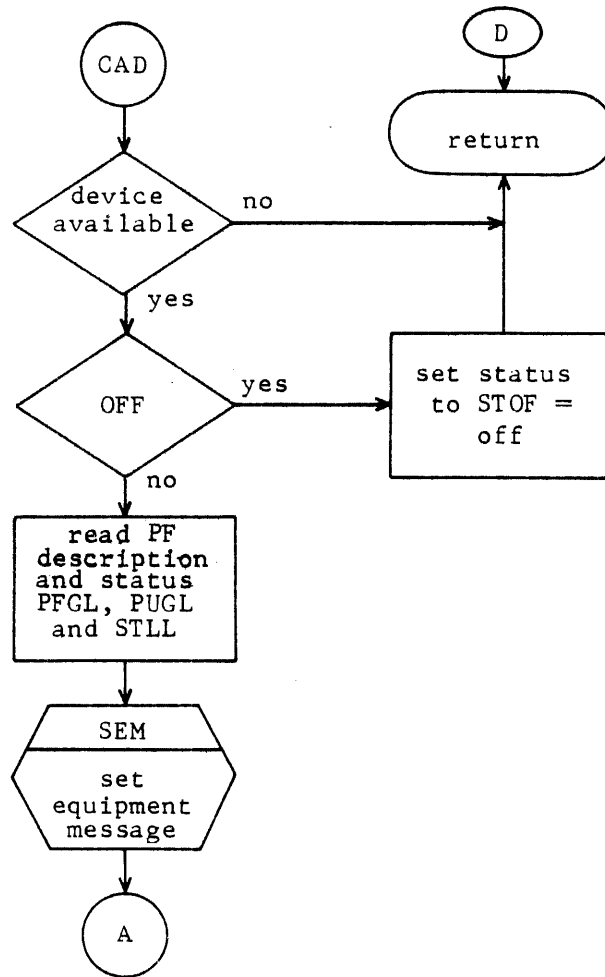 CAD
D
return
device
available
no
yes
OFF
yes
set status
to STOF =
off
no
read PF
description
and status
PFGL, PUGL
and STLL
SEM
set
equipment
message
A